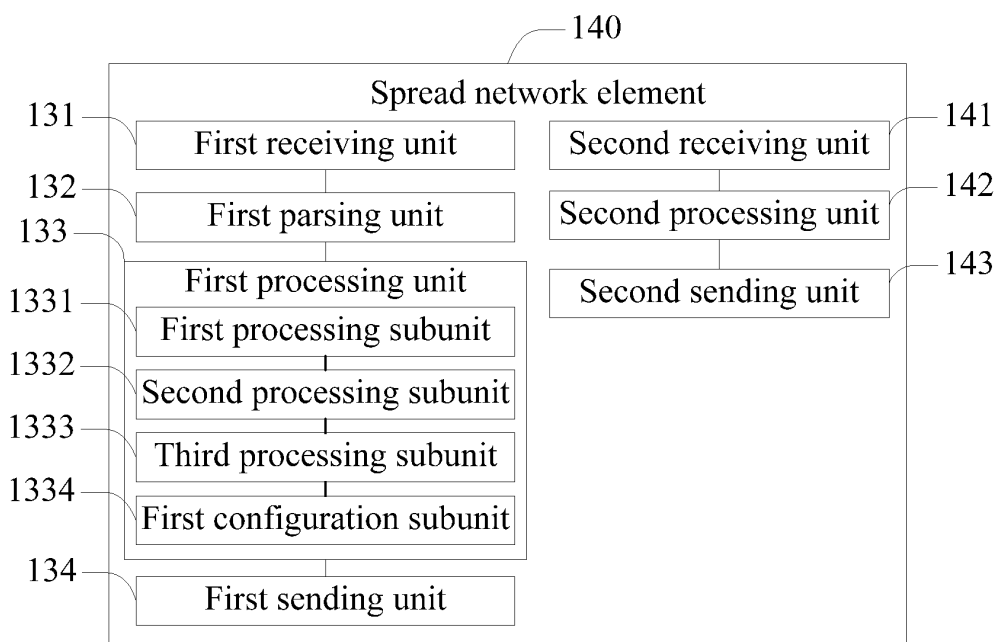 140
Spread network element
131
First receiving unit
132
First parsing unit
133
First processing unit
1331
First processing subunit
1332
Second processing subunit
1333
Third processing subunit
1334
First configuration subunit
134
First sending unit
141
Second receiving unit
142
Second processing unit
143
Second sending unit